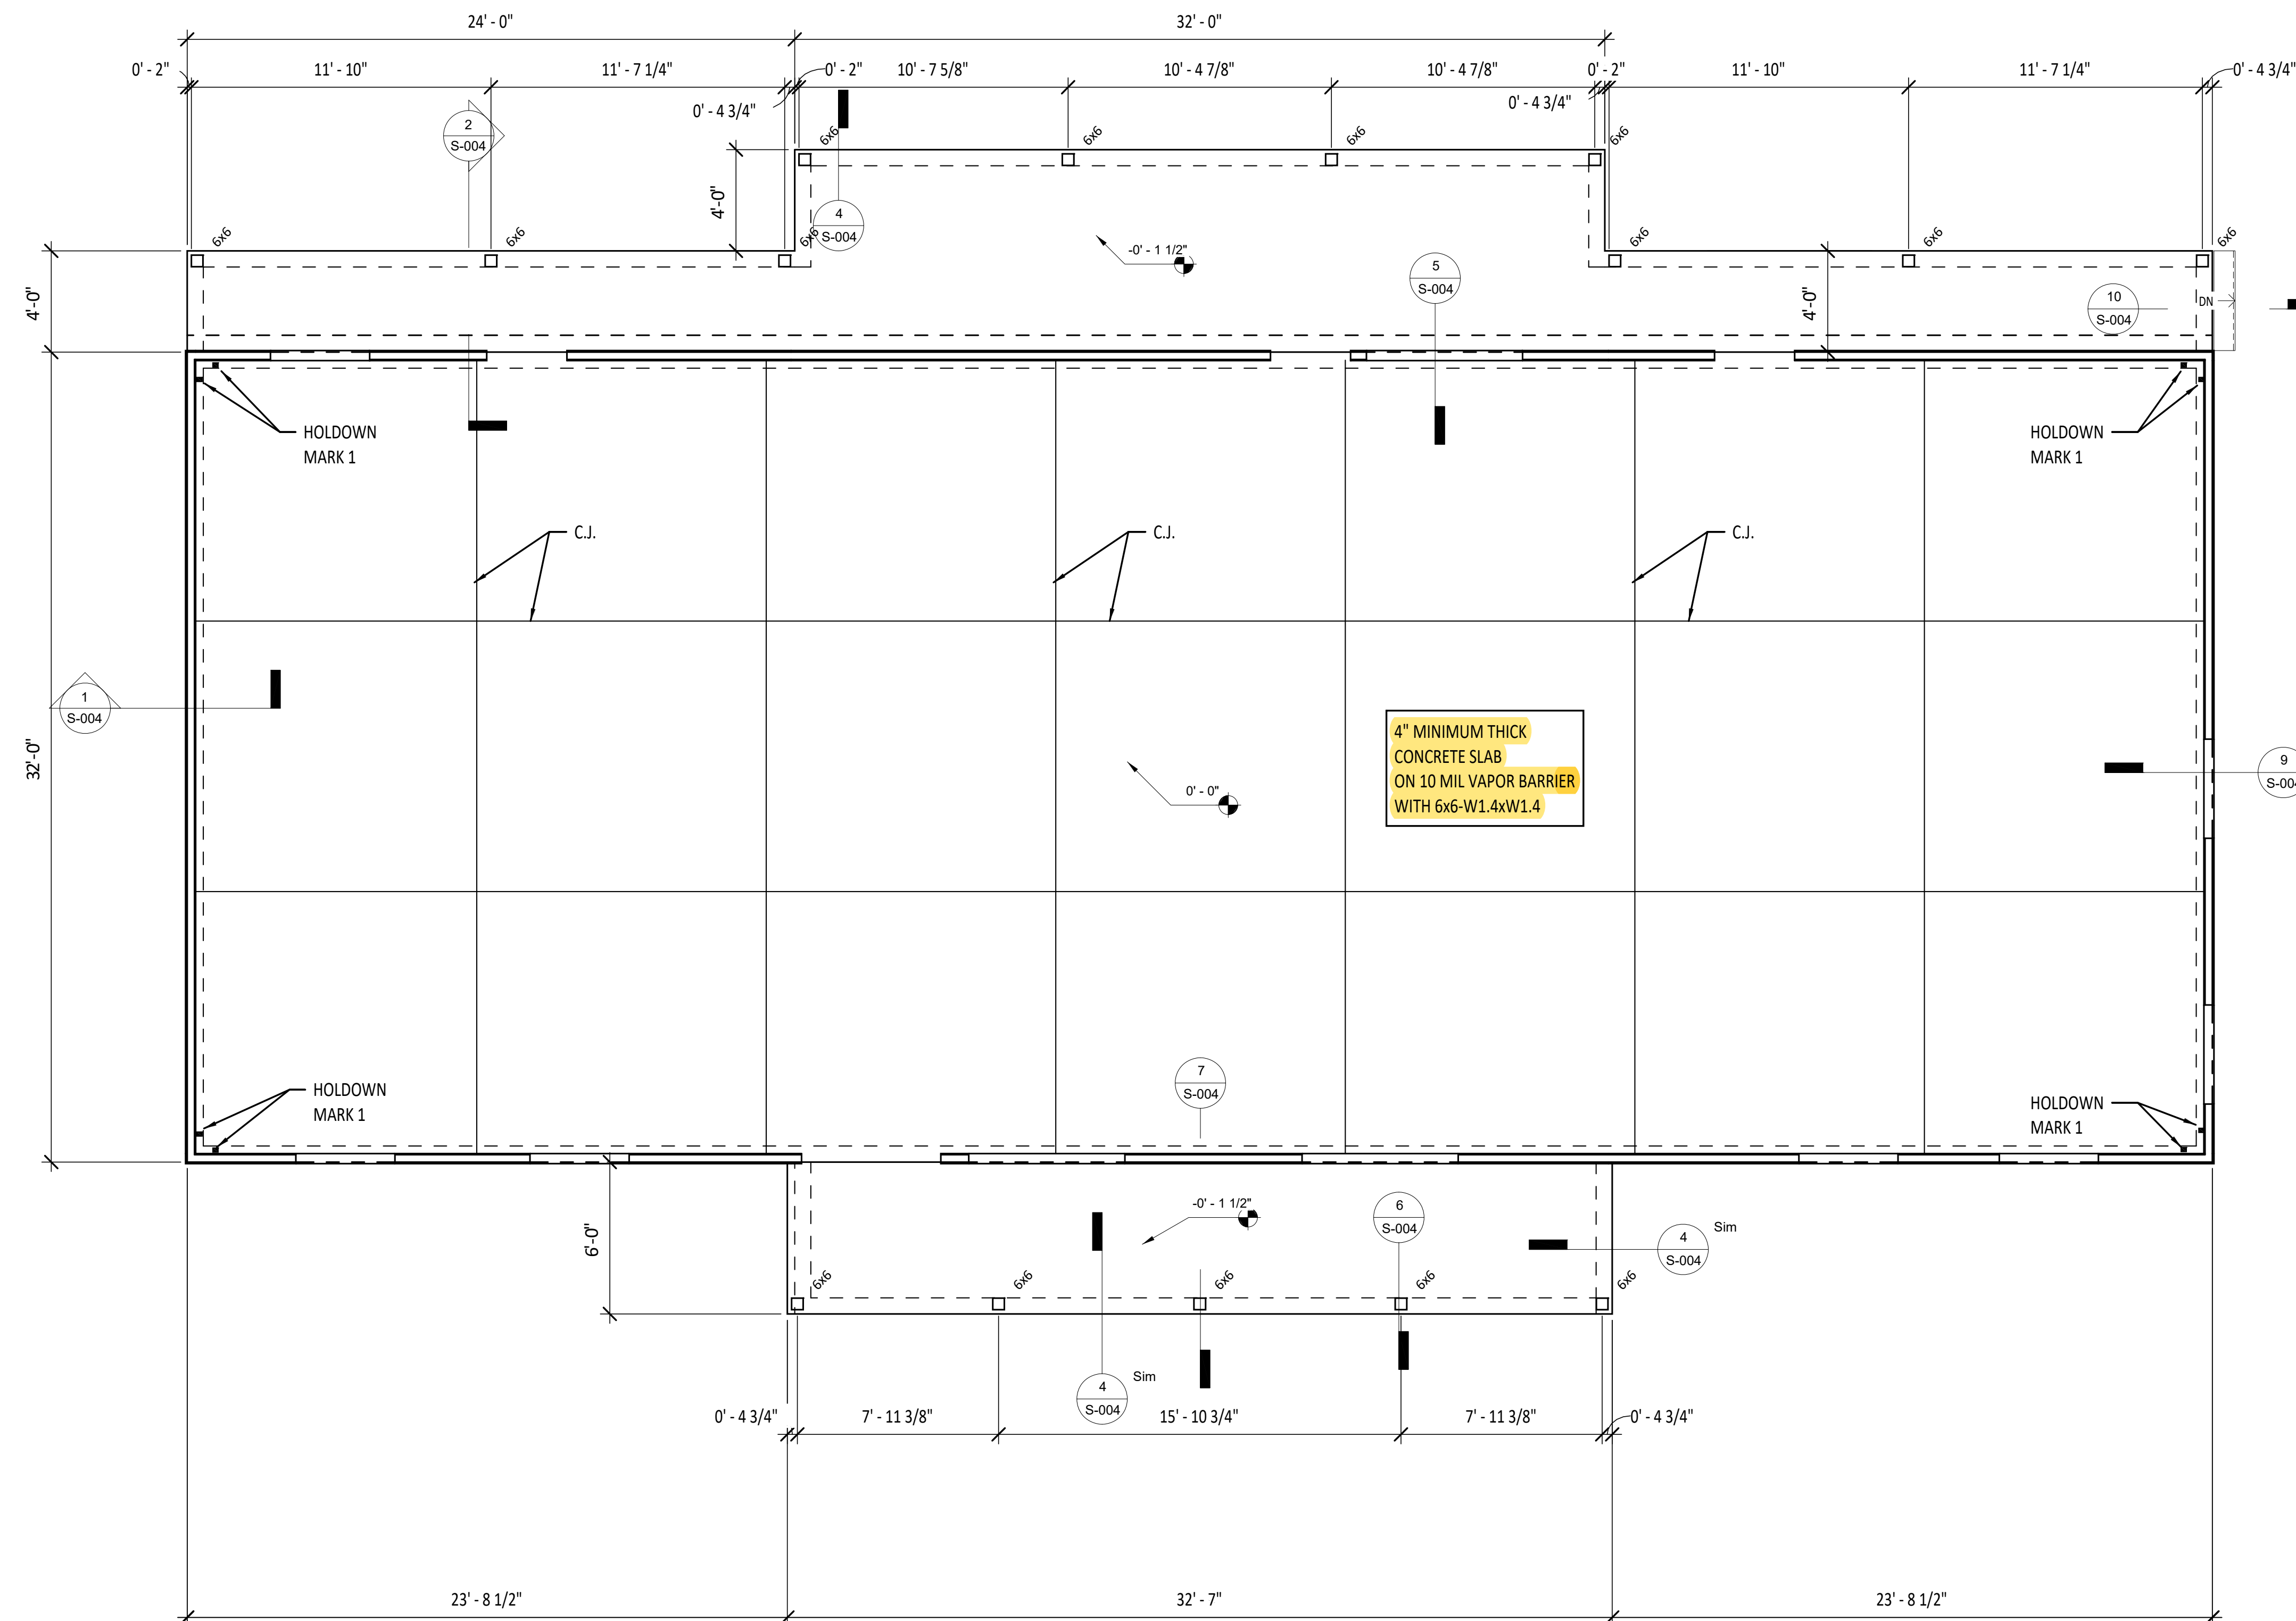 24' - 0"
32' - 0"
0' - 2"
11' - 10"
11' - 7 1/4"
0' - 2"
10' - 7 5/8"
10' - 4 7/8"
10' - 4 7/8"
0' - 2"
11' - 10"
11' - 7 1/4"
0' - 4 3/4"
0' - 4 3/4"
0' - 4 3/4"
2
S-004
6x6
6x6
6x6
6x6
4'-0"
4
S-004
6x6
6x6
6x6
6x6
6x6
6x6
-0' - 1 1/2"
5
S-004
4'-0"
4'-0"
10
S-004
DN
HOLDOWN
MARK 1
HOLDOWN
MARK 1
C.J.
C.J.
C.J.
1
S-004
32'-0"
4" MINIMUM THICK
CONCRETE SLAB
ON 10 MIL VAPOR BARRIER
WITH 6x6-W1.4xW1.4
0' - 0"
9
S-004
HOLDOWN
MARK 1
7
S-004
HOLDOWN
MARK 1
6'-0"
-0' - 1 1/2"
6
S-004
4
S-004
Sim
6x6
6x6
6x6
6x6
6x6
4
S-004
Sim
0' - 4 3/4"
7' - 11 3/8"
15' - 10 3/4"
7' - 11 3/8"
0' - 4 3/4"
23' - 8 1/2"
32' - 7"
23' - 8 1/2"